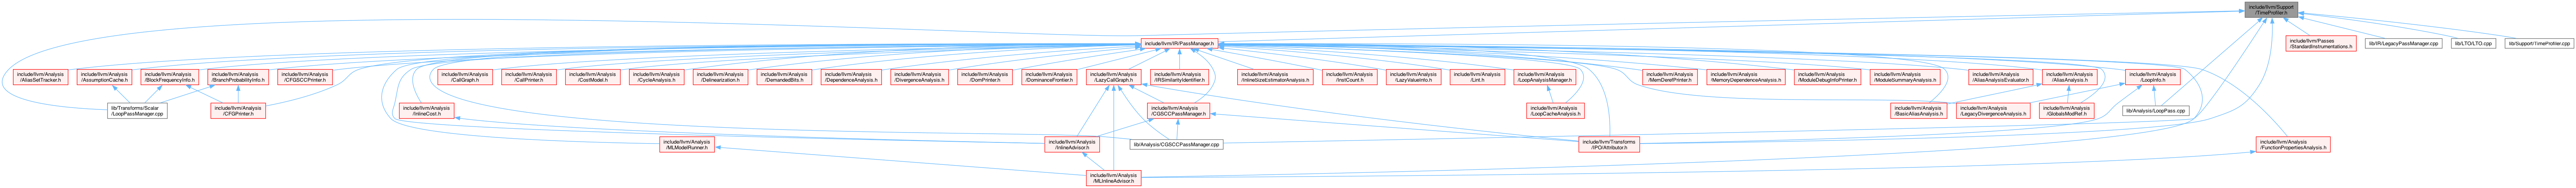 include/llvm/Support
/TimeProfiler.h
include/llvm/IR/PassManager.h
include/llvm/Passes
/StandardInstrumentations.h
lib/IR/LegacyPassManager.cpp
lib/LTO/LTO.cpp
lib/Support/TimeProfiler.cpp
include/llvm/Analysis
/AliasSetTracker.h
include/llvm/Analysis
/AssumptionCache.h
include/llvm/Analysis
/BlockFrequencyInfo.h
include/llvm/Analysis
/BranchProbabilityInfo.h
include/llvm/Analysis
/CFGSCCPrinter.h
include/llvm/Analysis
/CallGraph.h
include/llvm/Analysis
/CallPrinter.h
include/llvm/Analysis
/CostModel.h
include/llvm/Analysis
/CycleAnalysis.h
include/llvm/Analysis
/Delinearization.h
include/llvm/Analysis
/DemandedBits.h
include/llvm/Analysis
/DependenceAnalysis.h
include/llvm/Analysis
/DivergenceAnalysis.h
include/llvm/Analysis
/DomPrinter.h
include/llvm/Analysis
/DominanceFrontier.h
include/llvm/Analysis
/LazyCallGraph.h
include/llvm/Analysis
/IRSimilarityIdentifier.h
include/llvm/Analysis
/InlineSizeEstimatorAnalysis.h
include/llvm/Analysis
/InstCount.h
include/llvm/Analysis
/LazyValueInfo.h
include/llvm/Analysis
/Lint.h
include/llvm/Analysis
/LoopAnalysisManager.h
include/llvm/Analysis
/MemDerefPrinter.h
include/llvm/Analysis
/MemoryDependenceAnalysis.h
include/llvm/Analysis
/ModuleDebugInfoPrinter.h
include/llvm/Analysis
/ModuleSummaryAnalysis.h
include/llvm/Analysis
/AliasAnalysisEvaluator.h
include/llvm/Analysis
/AliasAnalysis.h
include/llvm/Analysis
/LoopInfo.h
lib/Transforms/Scalar
/LoopPassManager.cpp
include/llvm/Analysis
/CFGPrinter.h
include/llvm/Analysis
/InlineCost.h
include/llvm/Analysis
/CGSCCPassManager.h
include/llvm/Analysis
/LoopCacheAnalysis.h
include/llvm/Analysis
/BasicAliasAnalysis.h
include/llvm/Analysis
/LegacyDivergenceAnalysis.h
include/llvm/Analysis
/GlobalsModRef.h
lib/Analysis/LoopPass.cpp
include/llvm/Analysis
/MLModelRunner.h
include/llvm/Analysis
/InlineAdvisor.h
lib/Analysis/CGSCCPassManager.cpp
include/llvm/Transforms
/IPO/Attributor.h
include/llvm/Analysis
/FunctionPropertiesAnalysis.h
include/llvm/Analysis
/MLInlineAdvisor.h